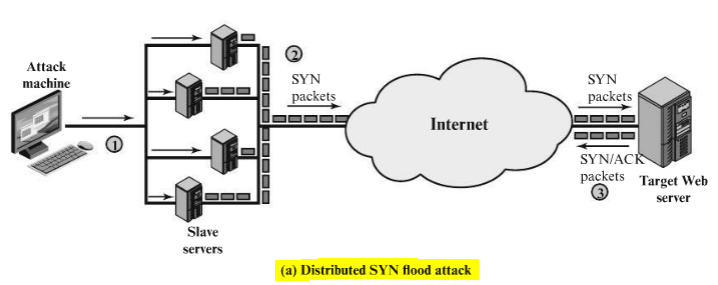 Attack
machine
1
2
SYN
packets
Internet
SYN
packets
SYN/ACK
packets
3
Target Web
server
Slave
servers
(a) Distributed SYN flood attack